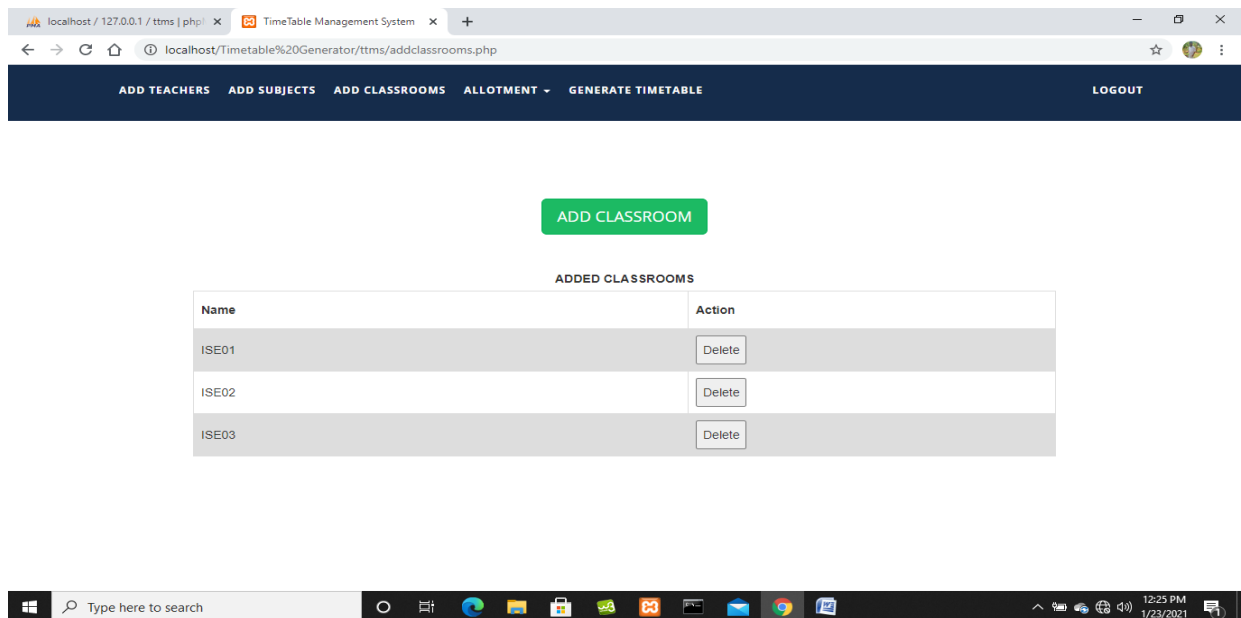 localhost / 127.0.0.1 / ttms | php
TimeTable Management System
localhost/Timetable%20Generator/ttms/addclassrooms.php
ADD TEACHERS ADD SUBJECTS ADD CLASSROOMS ALLOTMENT GENERATE TIMETABLE LOGOUT
ADD CLASSROOM
ADDED CLASSROOMS
Name Action
ISE01 Delete
ISE02 Delete
ISE03 Delete
Type here to search
12:25 PM
1/23/2021